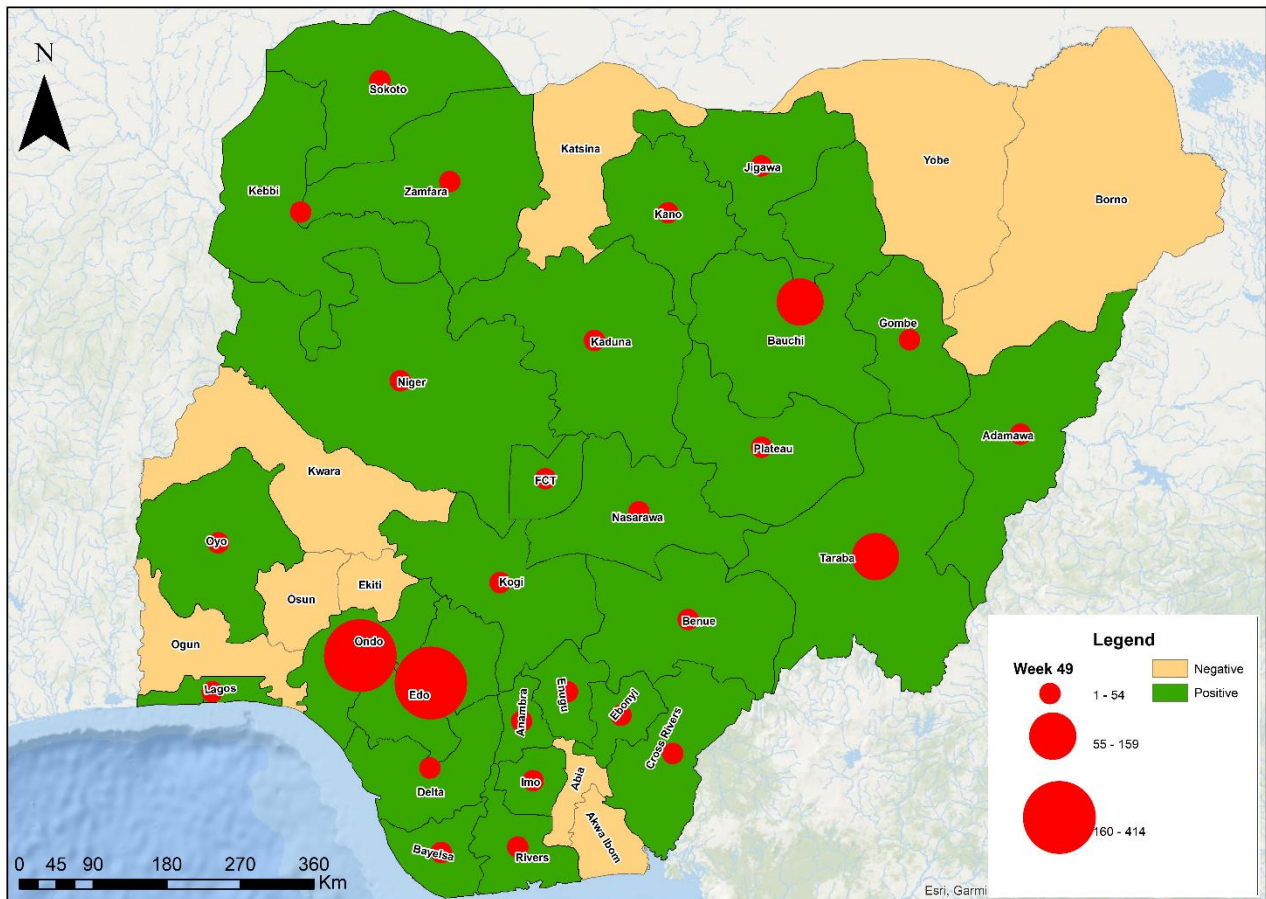 N
Sokoto
Katsina
Yobe
Jigawa
Kebbi
Zamfara
Borno
Kano
Gombe
Bauchi
Kaduna
Niger
Adamawa
Plateau
Kwara
FCT
Nasarawa
Oyo
Taraba
Kogi
Ekiti
Osun
Benue
Ondo
Ogun
Lagos
Edo
Anambra
Enugu
Ebonyi
Cross Rivers
Imo
Abia
Delta
Akwa Ibom
Bayelsa
Rivers
Legend
Week 49
1 - 54
55 - 159
160 - 414
Negative
Positive
0 45 90 180 270 360
Km
Esri, Garmi